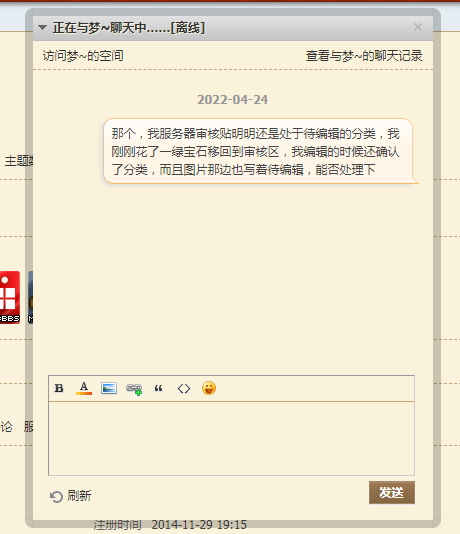 正在与梦~聊天中......[离线]
访问梦~的空间 查看与梦~的聊天记录
2022-04-24
那个，我服务器审核贴明明还是处于待编辑的分类，我
刚刚花了一绿宝石移回到审核区，我编辑的时候还确认
了分类，而且图片那边也写着待编辑，能否处理下
主题数
BBS
论 服
B A
刷新
发送
注册时间 2014-11-29 19:15